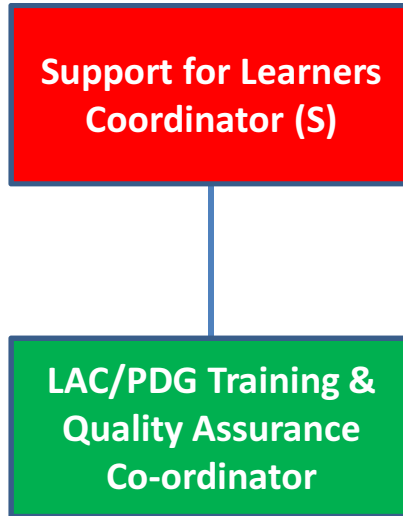 Support for Learners
Coordinator (S)
LAC/PDG Training &
Quality Assurance
Co-ordinator